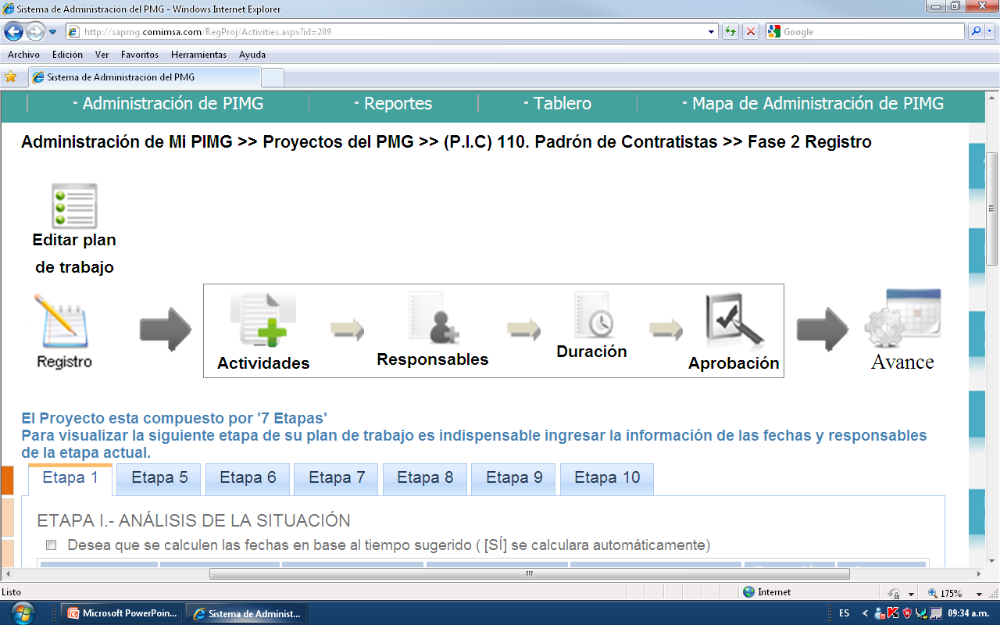 Sistema de Administración del PMG - Windows Internet Explorer
http://sapmg.comimsa.com/RegProj/Activities.aspx?id=209
Google
Archivo Edición Ver Favoritos Herramientas Ayuda
Sistema de Administración del PMG
- Administración de PIMG - Reportes - Tablero - Mapa de Administración de PIMG
Administración de Mi PIMG >> Proyectos del PMG >> (P.I.C) 110. Padrón de Contratistas >> Fase 2 Registro
Editar plan
de trabajo
Registro Actividades Responsables Duración Aprobación Avance
El Proyecto esta compuesto por '7 Etapas'
Para visualizar la siguiente etapa de su plan de trabajo es indispensable ingresar la información de las fechas y responsables
de la etapa actual.
Etapa 1 Etapa 5 Etapa 6 Etapa 7 Etapa 8 Etapa 9 Etapa 10
ETAPA I.- ANÁLISIS DE LA SITUACIÓN
Desea que se calculen las fechas en base al tiempo sugerido ( [SÍ] se calculara automáticamente)
Listo Internet 175%
Microsoft PowerPoin... Sistema de Administ... ES 09:34 a.m.